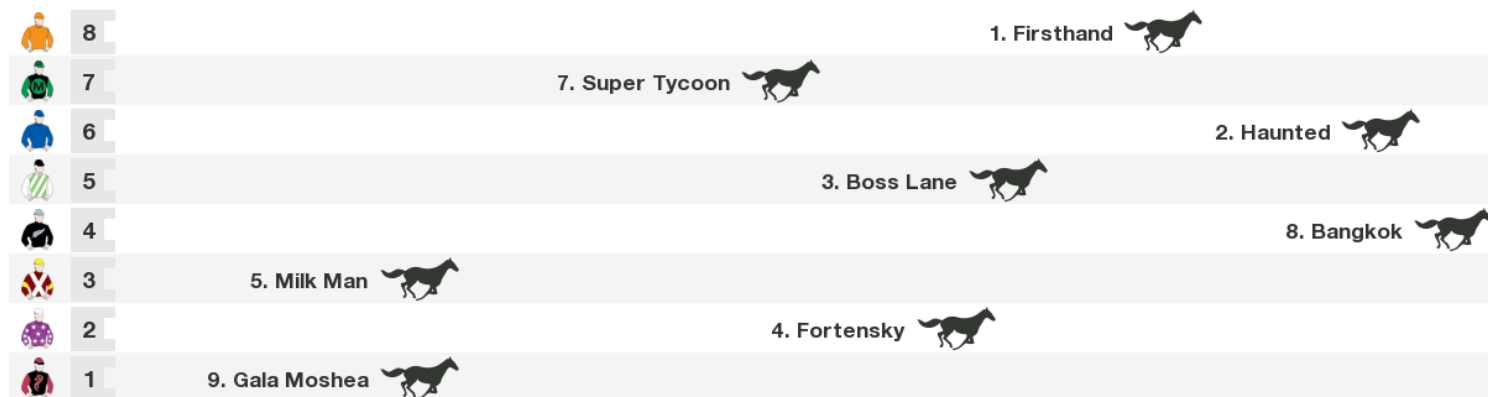 8 1. Firsthand
7 7. Super Tycoon
6 2. Haunted
5 3. Boss Lane
4 8. Bangkok
3 5. Milk Man
2 4. Fortensky
1 9. Gala Moshea